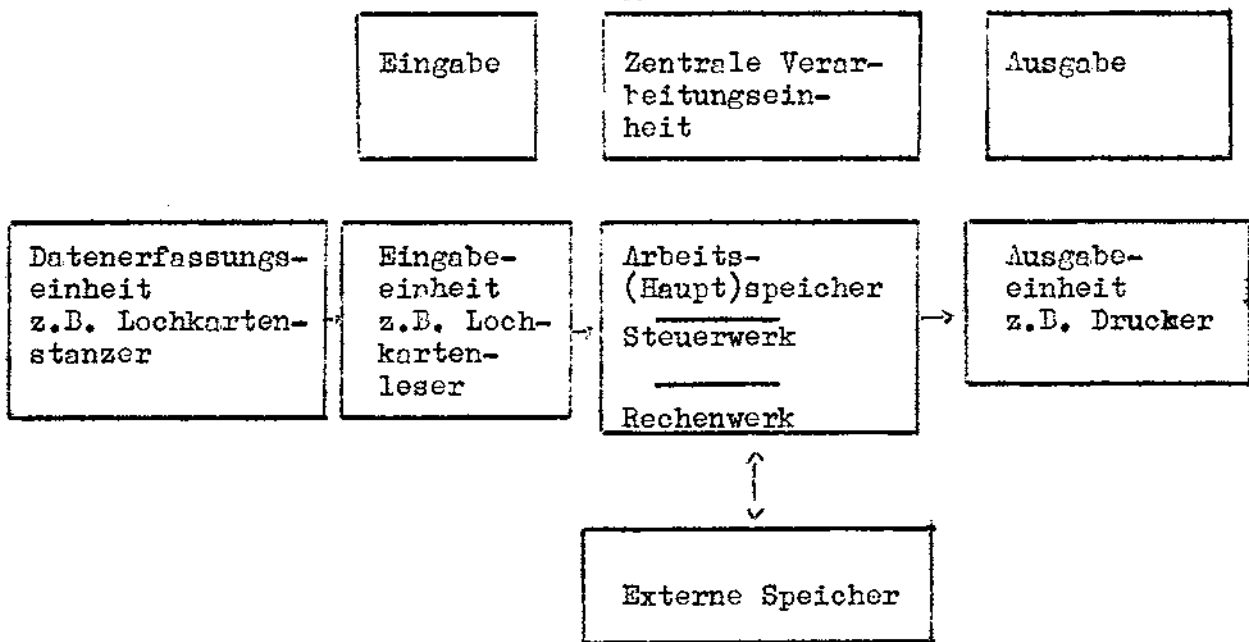 Eingabe
Zentrale Verar-
beitungsein-
heit
Ausgabe
Datenerfassungs-
einheit
z.B. Lochkarten-
stanzer
Eingabe-
einheit
z.B. Loch-
karten-
leser
Arbeits-
(Haupt)speicher
Steuerwerk
Rechenwerk
Ausgabe-
einheit
z.B. Drucker
Externe Speicher